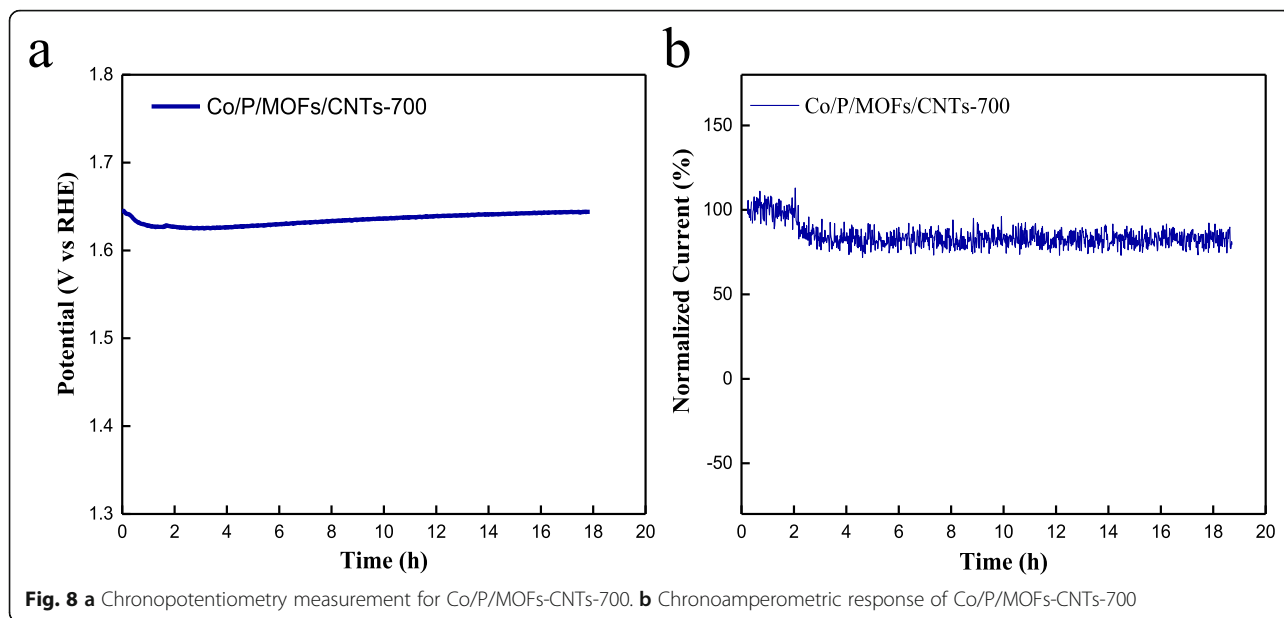 a
1.8
1.7
1.6
1.5
1.4
1.3
Potential (V vs RHE)
Co/P/MOFs/CNTs-700
0 2 4 6 8 10 12 14 16 18 20
Time (h)
b
150
100
50
0
-50
Normalized Current (%)
Co/P/MOFs/CNTs-700
0 2 4 6 8 10 12 14 16 18 20
Time (h)
Fig. 8 a Chronopotentiometry measurement for Co/P/MOFs-CNTs-700. b Chronoamperometric response of Co/P/MOFs-CNTs-700